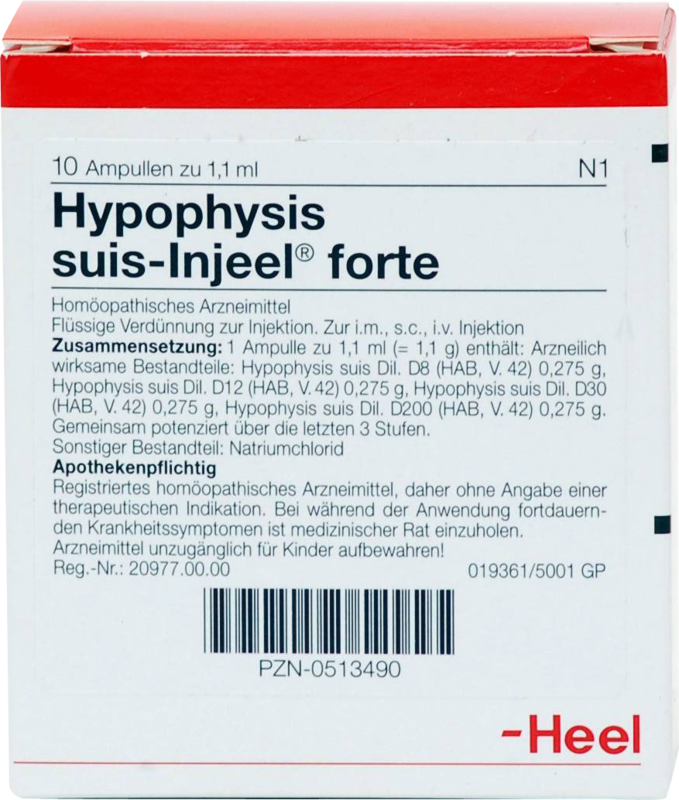 10 Ampullen zu 1,1 ml N1
Hypophysis
suis-Injeel® forte
Homöopathisches Arzneimittel
Flüssige Verdünnung zur Injektion. Zur i.m., s.c., i.v. Injektion
Zusammensetzung: 1 Ampulle zu 1,1 ml (= 1,1 g) enthält: Arzneilich
wirksame Bestandteile: Hypophysis suis Dil. D8 (HAB, V. 42) 0,275 g,
Hypophysis suis Dil. D12 (HAB, V. 42) 0,275 g, Hypophysis suis Dil. D30
(HAB, V. 42) 0,275 g, Hypophysis suis Dil. D200 (HAB, V. 42) 0,275 g.
Gemeinsam potenziert über die letzten 3 Stufen.
Sonstiger Bestandteil: Natriumchlorid
Apothekenpflichtig
Registriertes homöopathisches Arzneimittel, daher ohne Angabe einer
therapeutischen Indikation. Bei während der Anwendung fortdauern-
den Krankheitssymptomen ist medizinischer Rat einzuholen.
Arzneimittel unzugänglich für Kinder aufbewahren!
Reg.-Nr.: 20977.00.00 019361/5001 GP
PZN-0513490
-Heel